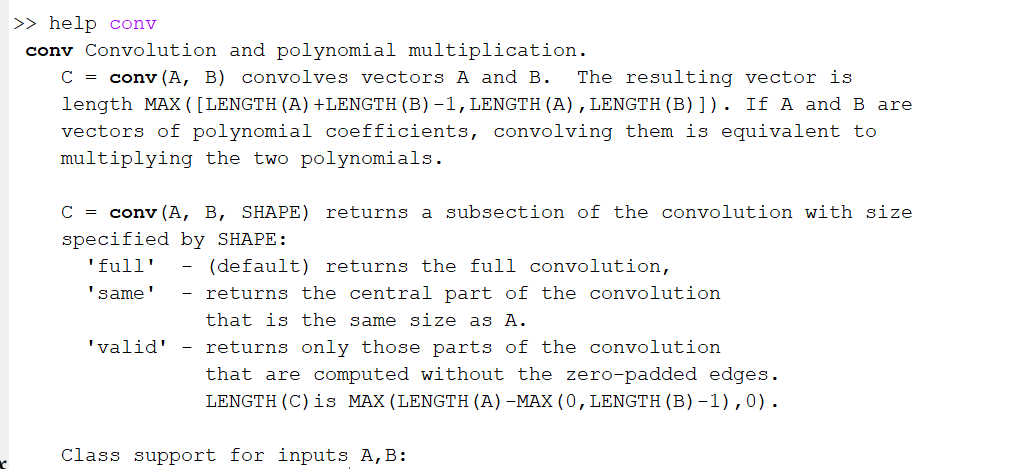 >> help conv
conv Convolution and polynomial multiplication.
C = conv(A, B) convolves vectors A and B.  The resulting vector is
length MAX([LENGTH(A)+LENGTH(B)-1,LENGTH(A),LENGTH(B)]). If A and B are
vectors of polynomial coefficients, convolving them is equivalent to
multiplying the two polynomials.
C = conv(A, B, SHAPE) returns a subsection of the convolution with size
specified by SHAPE:
'full'  - (default) returns the full convolution,
'same'  - returns the central part of the convolution
that is the same size as A.
'valid' - returns only those parts of the convolution
that are computed without the zero-padded edges.
LENGTH(C)is MAX(LENGTH(A)-MAX(0,LENGTH(B)-1),0).
Class support for inputs A,B: